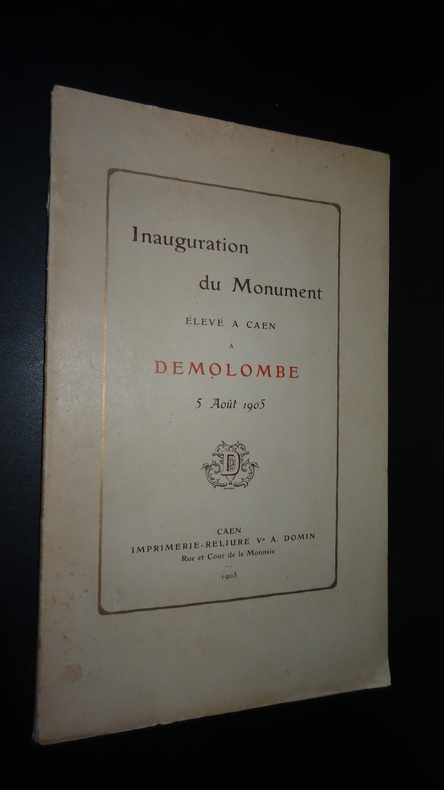 Inauguration
du Monument
ÉLEVÉ A CAEN
A
DEMOLOMBE
5 Août 1905
D
CAEN
IMPRIMERIE-RELIURE Vᵉ A. DOMIN
Rue et Cour de la Monnaie
1905